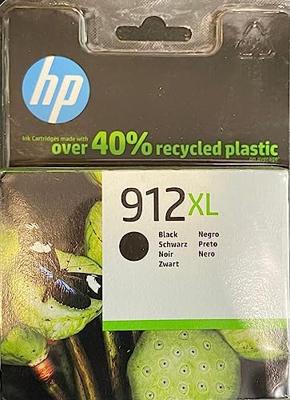 hp
Ink Cartridges made with
over 40% recycled plastic
on average*
912XL
Black Negro
Schwarz Preto
Noir Nero
Zwart